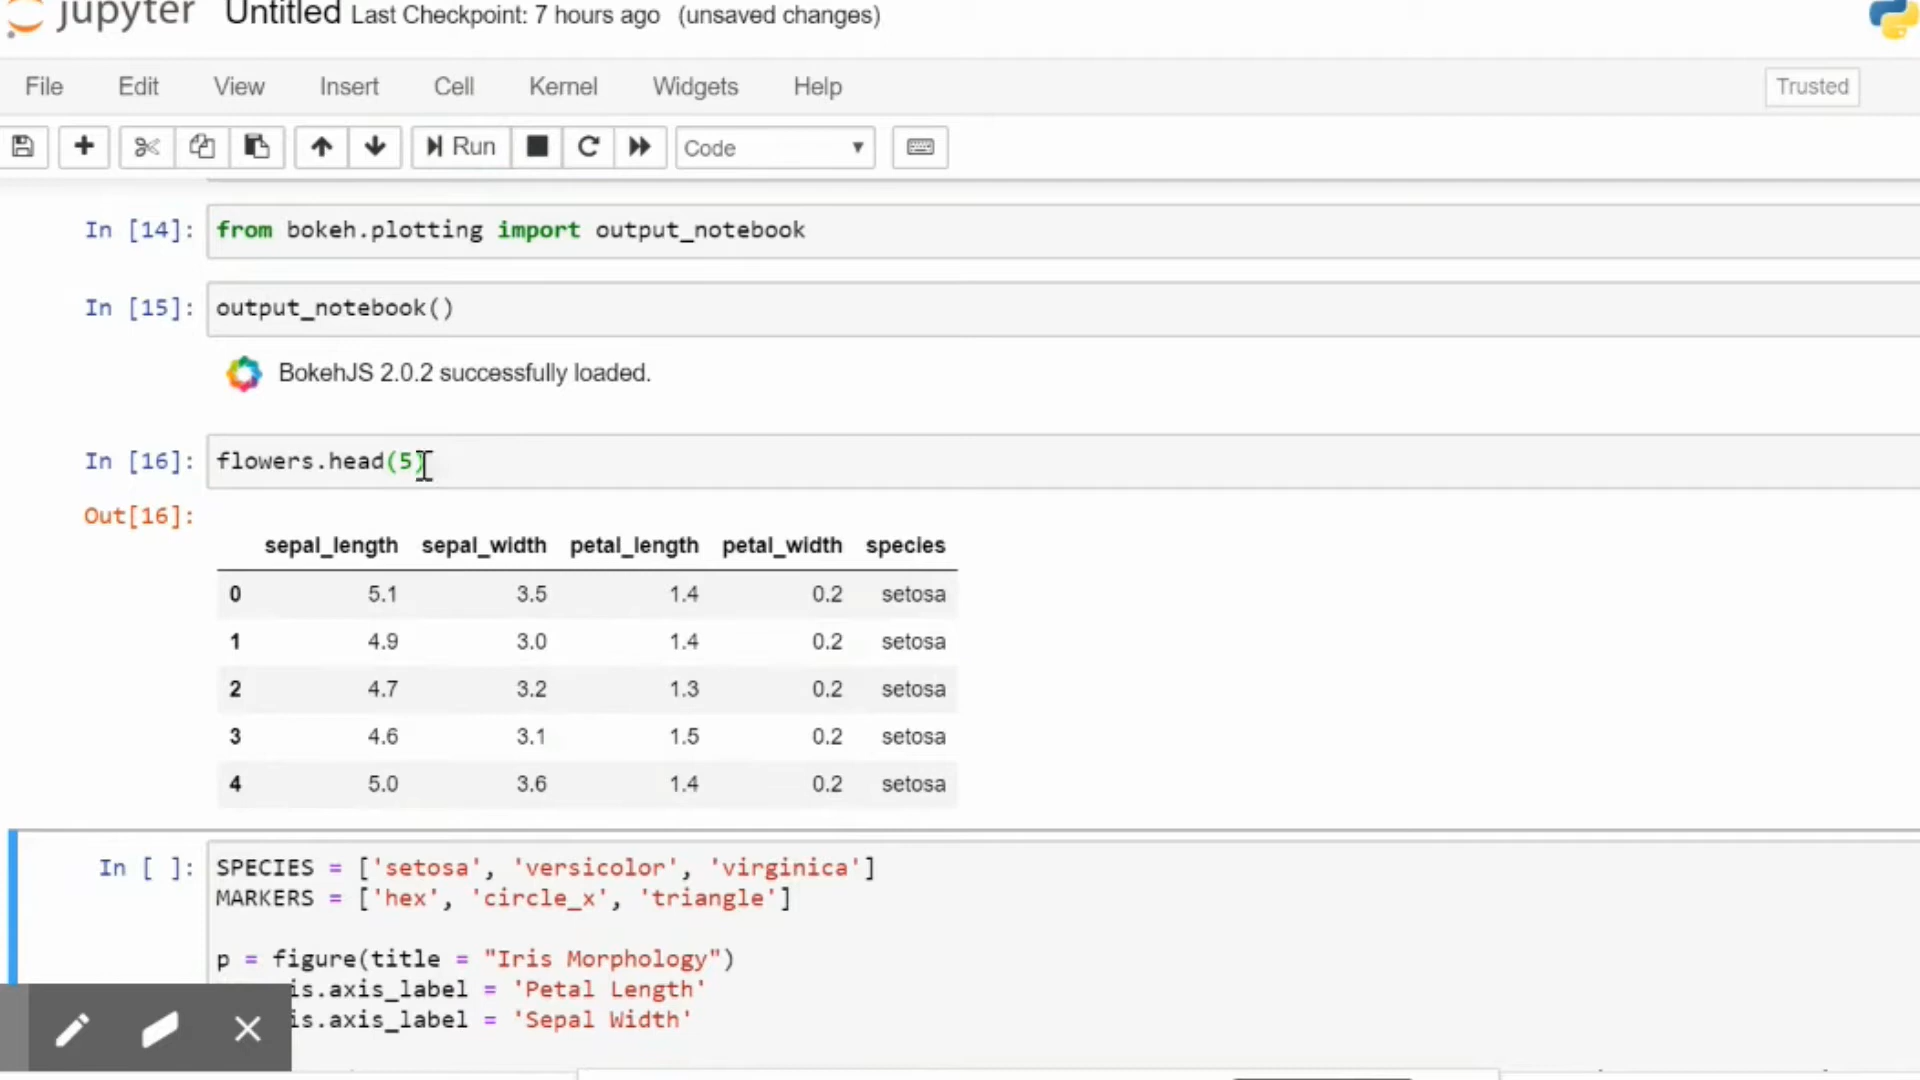 jupyter Untitled Last Checkpoint: 7 hours ago (unsaved changes)
File Edit View Insert Cell Kernel Widgets Help Trusted
Run Code
In [14]: from bokeh.plotting import output_notebook
In [15]: output_notebook()
BokehJS 2.0.2 successfully loaded.
In [16]: flowers.head(5)
Out[16]:
sepal_length sepal_width petal_length petal_width species
0 5.1 3.5 1.4 0.2 setosa
1 4.9 3.0 1.4 0.2 setosa
2 4.7 3.2 1.3 0.2 setosa
3 4.6 3.1 1.5 0.2 setosa
4 5.0 3.6 1.4 0.2 setosa
In [ ]: SPECIES = ['setosa', 'versicolor', 'virginica']
MARKERS = ['hex', 'circle_x', 'triangle']
p = figure(title = "Iris Morphology")
is.axis_label = 'Petal Length'
is.axis_label = 'Sepal Width'